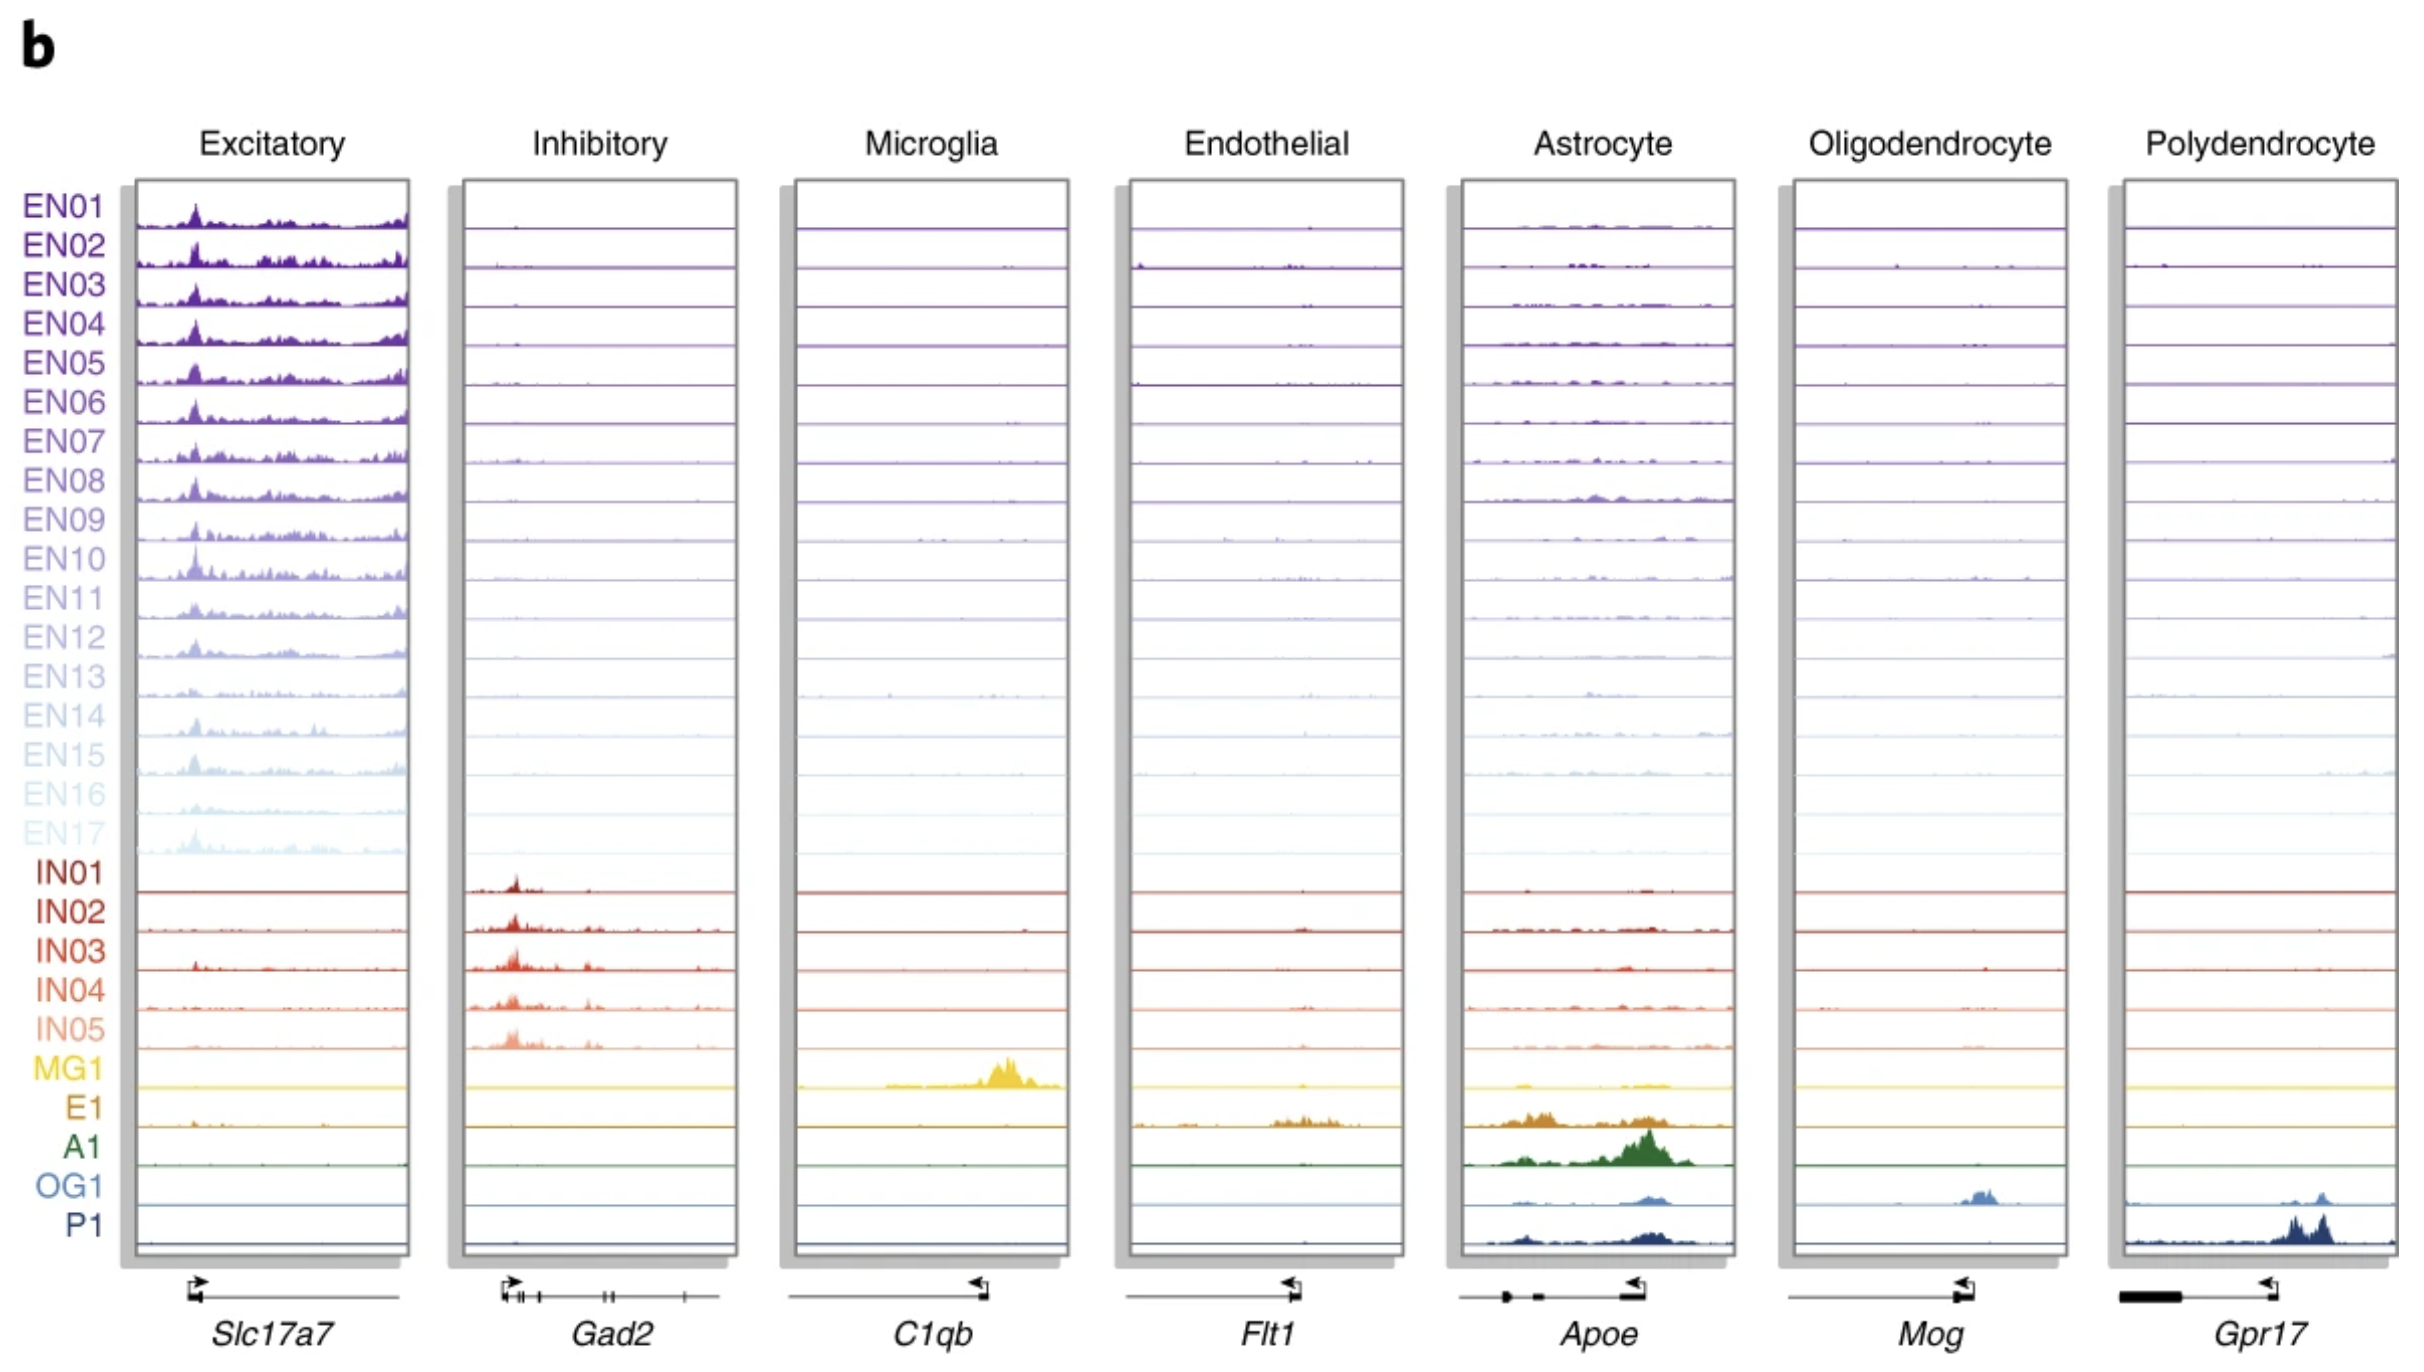 b
Excitatory Inhibitory Microglia Endothelial Astrocyte Oligodendrocyte Polydendrocyte
EN01
EN02
EN03
EN04
EN05
EN06
EN07
EN08
EN09
EN10
EN11
EN12
EN13
EN14
EN15
EN16
EN17
IN01
IN02
IN03
IN04
IN05
MG1
E1
A1
OG1
P1
Slc17a7 Gad2 C1qb Flt1 Apoe Mog Gpr17